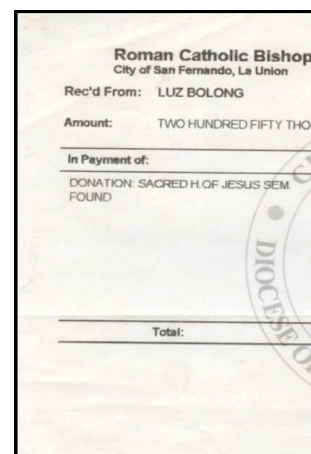 Roman Catholic Bishop
City of San Fernando, La Union
Rec'd From: LUZ BOLONG
Amount: TWO HUNDRED FIFTY THO
In Payment of:
DONATION: SACRED H.OF JESUS SEM.
FOUND
Total:
DIOCESE OF